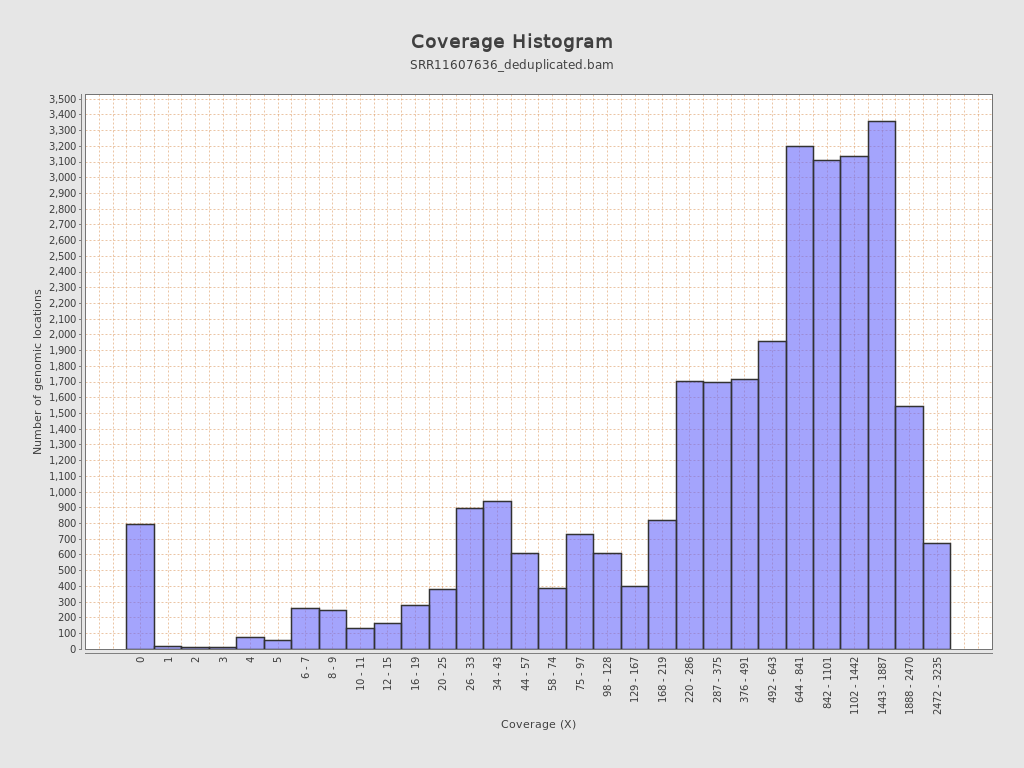 Coverage Histogram
SRR11607636_deduplicated.bam
3,500
3,400
3,300
3,200
3,100
3,000
2,900
2,800
2,700
2,600
2,500
2,400
2,300
2,200
2,100
2,000
1,900
1,800
1,700
1,600
1,500
1,400
1,300
1,200
1,100
1,000
900
800
700
600
500
400
300
200
100
0
Number of genomic locations
0
1
2
3
4
5
6 - 7
8 - 9
10 - 11
12 - 15
16 - 19
20 - 25
26 - 33
34 - 43
44 - 57
58 - 74
75 - 97
98 - 128
129 - 167
168 - 219
220 - 286
287 - 375
376 - 491
492 - 643
644 - 841
842 - 1101
1102 - 1442
1443 - 1887
1888 - 2470
2472 - 3235
Coverage (X)